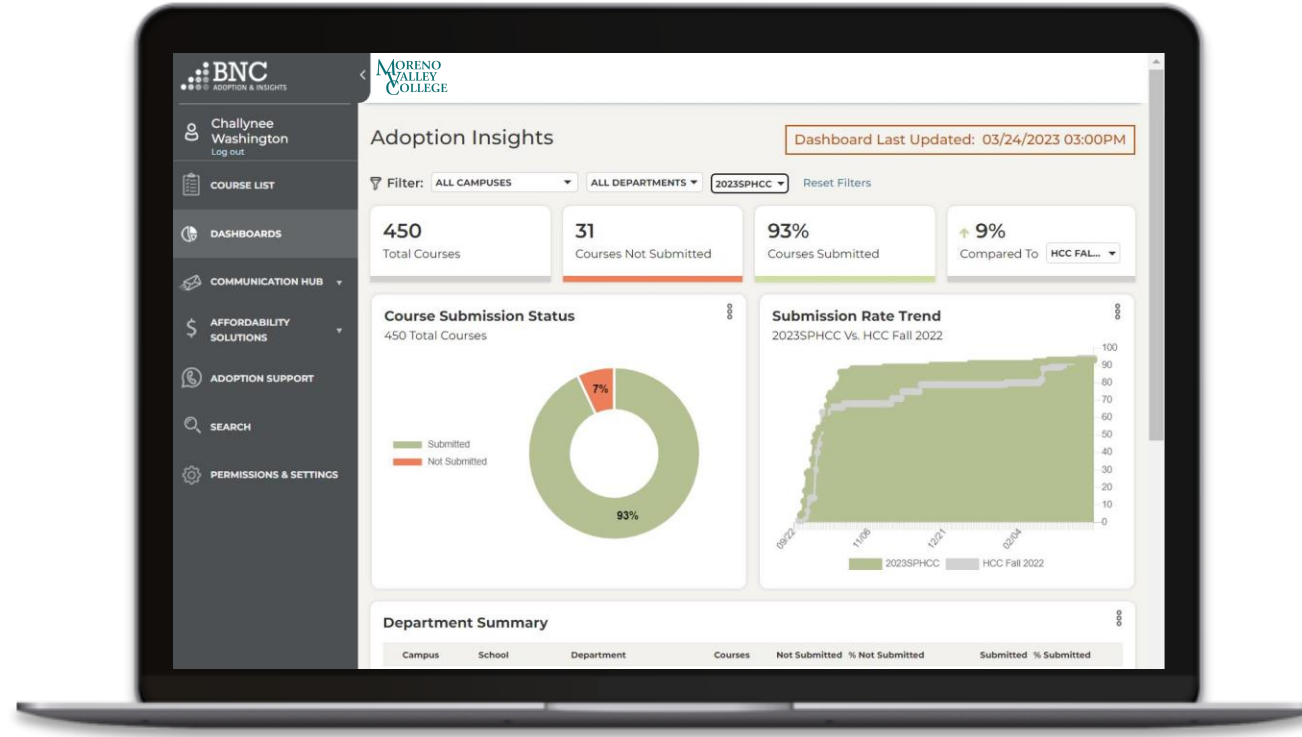 BNC
ADOPTION & INSIGHTS
MORENO
VALLEY
COLLEGE
Challynee
Washington
Log out
COURSE LIST
DASHBOARDS
COMMUNICATION HUB
AFFORDABILITY
SOLUTIONS
ADOPTION SUPPORT
SEARCH
PERMISSIONS & SETTINGS
Adoption Insights
Dashboard Last Updated: 03/24/2023 03:00PM
Filter: ALL CAMPUSES ALL DEPARTMENTS 2023SPHCC Reset Filters
450
Total Courses
31
Courses Not Submitted
93%
Courses Submitted
9%
Compared To HCC FAL...
Course Submission Status
450 Total Courses
7%
Submitted
Not Submitted
93%
Submission Rate Trend
2023SPHCC Vs. HCC Fall 2022
100
90
80
70
60
50
40
30
20
10
0
09/22 11/06 12/21 02/04
2023SPHCC HCC Fall 2022
Department Summary
Campus School Department Courses Not Submitted % Not Submitted Submitted % Submitted